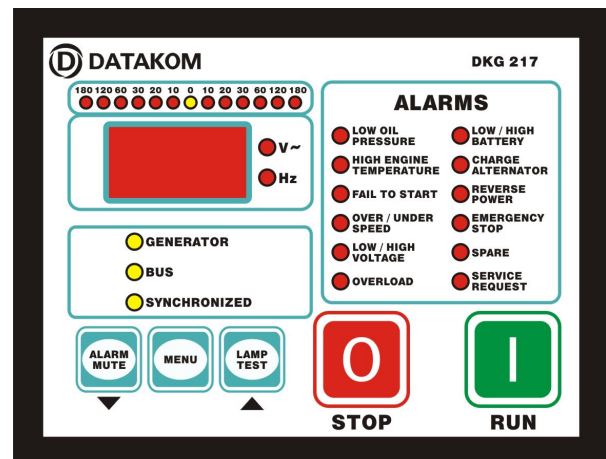 D DATAKOM
DKG 217
180 120 60 30 20 10 0 10 20 30 60 120 180
V~
Hz
ALARMS
LOW OIL
PRESSURE
HIGH ENGINE
TEMPERATURE
FAIL TO START
OVER / UNDER
SPEED
LOW / HIGH
VOLTAGE
OVERLOAD
LOW / HIGH
BATTERY
CHARGE
ALTERNATOR
REVERSE
POWER
EMERGENCY
STOP
SPARE
SERVICE
REQUEST
GENERATOR
BUS
SYNCHRONIZED
ALARM
MUTE
MENU
LAMP
TEST
O
STOP
I
RUN